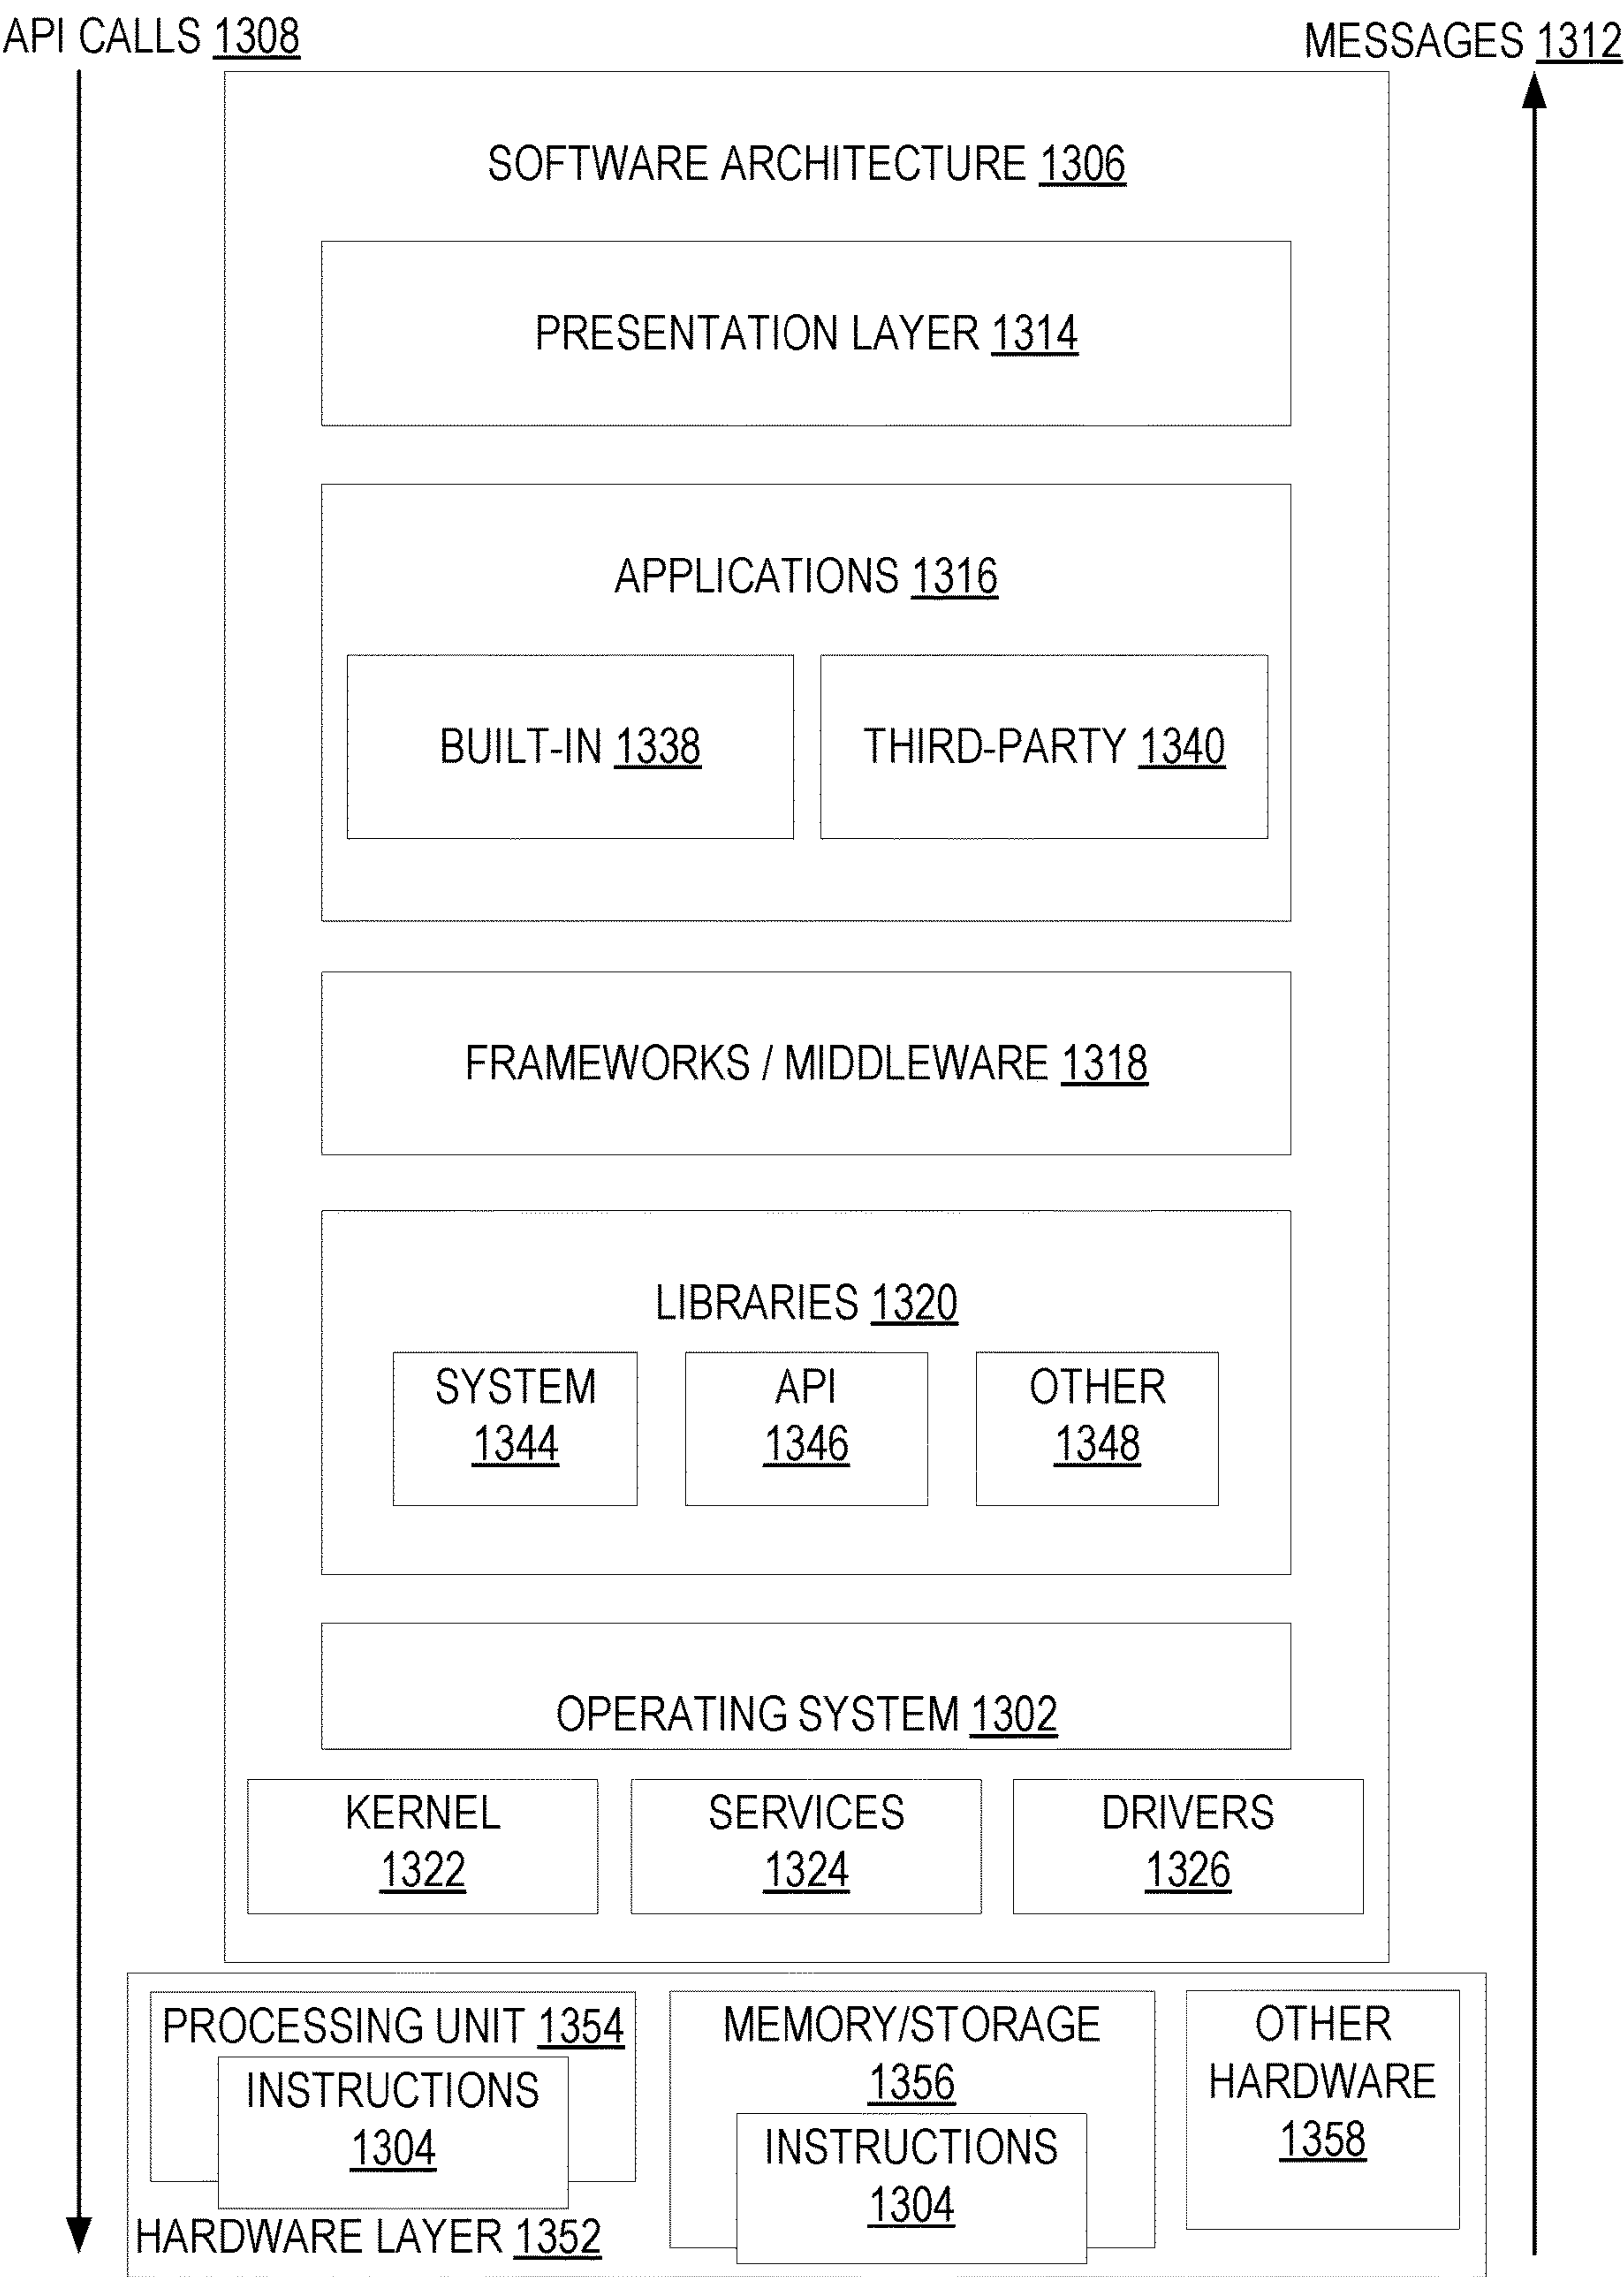 API CALLS 1308
MESSAGES 1312
SOFTWARE ARCHITECTURE 1306
PRESENTATION LAYER 1314
APPLICATIONS 1316
BUILT-IN 1338
THIRD-PARTY 1340
FRAMEWORKS / MIDDLEWARE 1318
LIBRARIES 1320
SYSTEM
1344
API
1346
OTHER
1348
OPERATING SYSTEM 1302
KERNEL
1322
SERVICES
1324
DRIVERS
1326
PROCESSING UNIT 1354
INSTRUCTIONS
1304
MEMORY/STORAGE
1356
INSTRUCTIONS
1304
OTHER
HARDWARE
1358
HARDWARE LAYER 1352